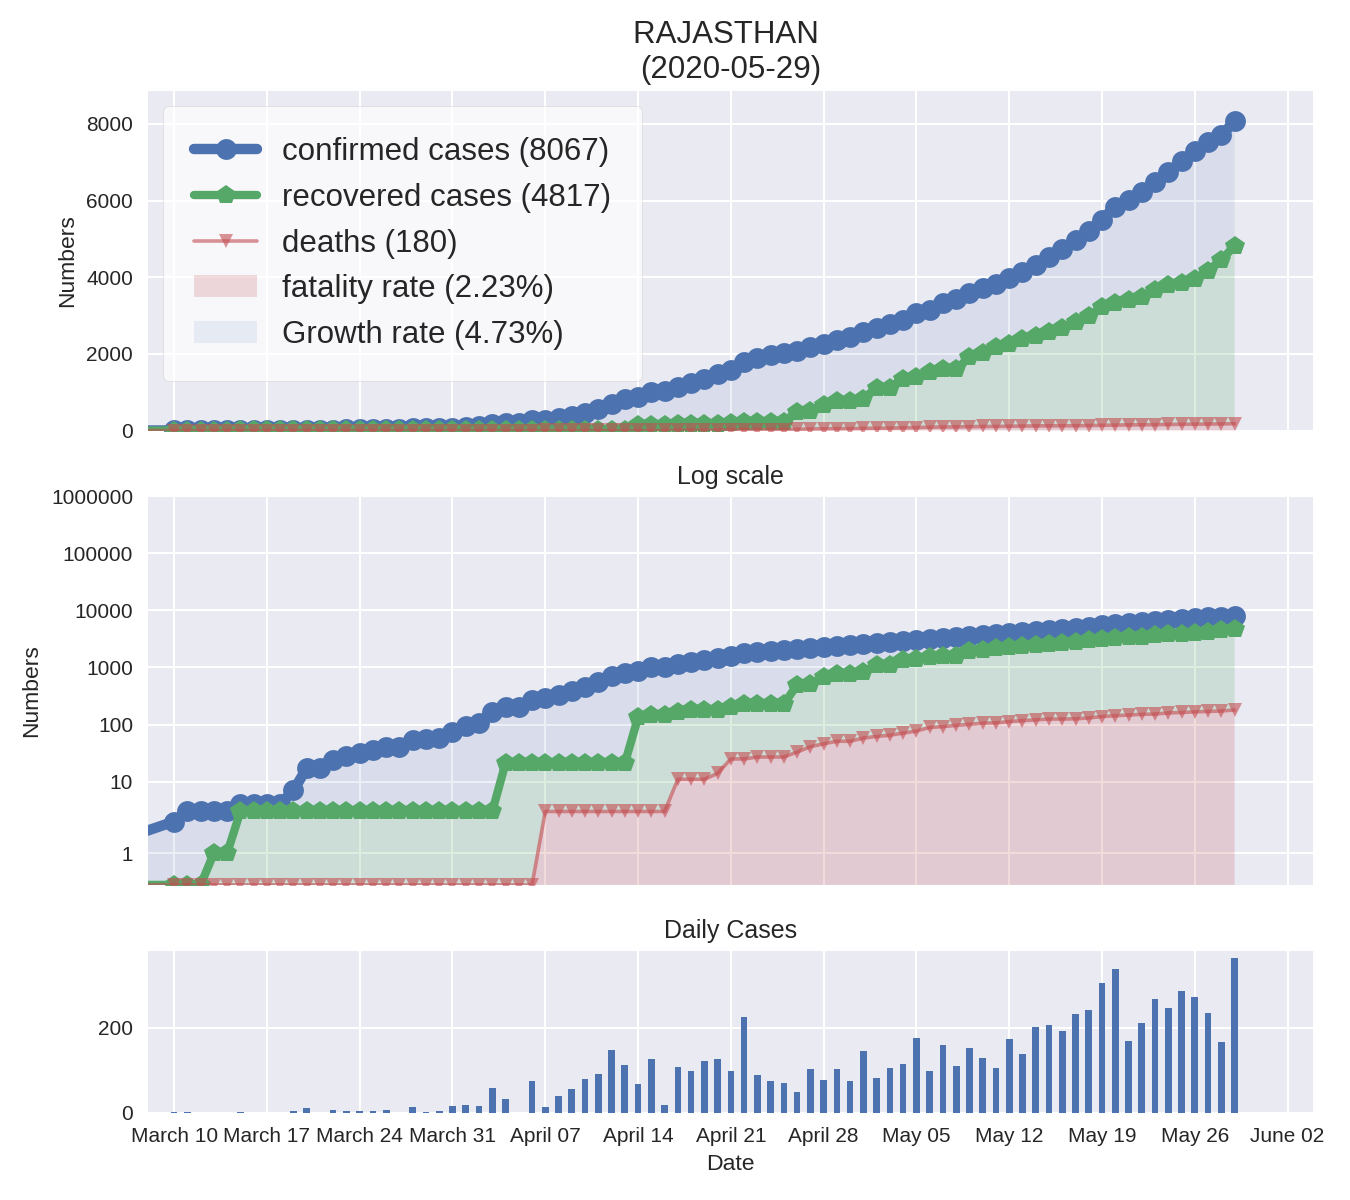 RAJASTHAN
(2020-05-29)
confirmed cases (8067)
recovered cases (4817)
deaths (180)
fatality rate (2.23%)
Growth rate (4.73%)
Numbers
8000
6000
4000
2000
0
Log scale
Numbers
1000000
100000
10000
1000
100
10
1
Daily Cases
200
0
March 10 March 17 March 24 March 31 April 07 April 14 April 21 April 28 May 05 May 12 May 19 May 26 June 02
Date